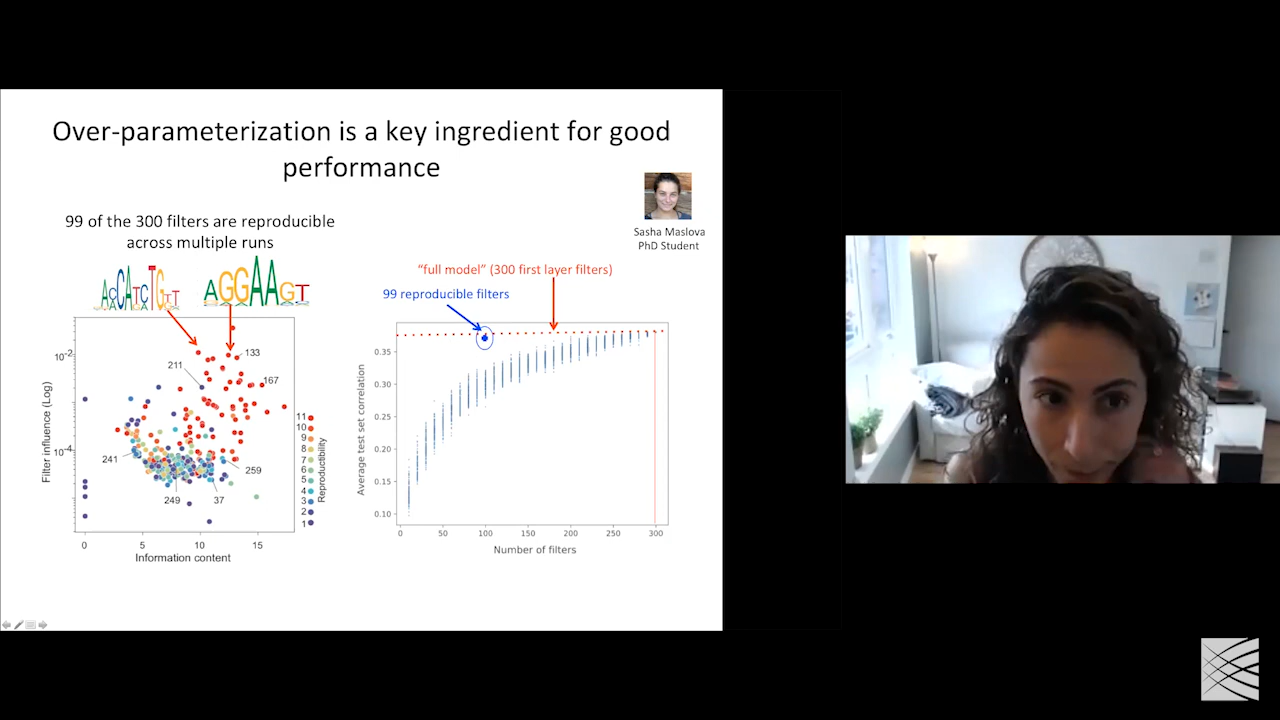 Over-parameterization is a key ingredient for good
performance
Sasha Maslova
PhD Student
99 of the 300 filters are reproducible
across multiple runs
10-2
10-4
Filter influence (Log)
133
211
167
241
259
249
37
0
5
10
15
Information content
11
10
9
8
7
6
5
4
3
2
1
Reproductibility
"full model" (300 first layer filters)
99 reproducible filters
0.35
0.30
0.25
0.20
0.15
0.10
Average test set correlation
0
50
100
150
200
250
300
Number of filters